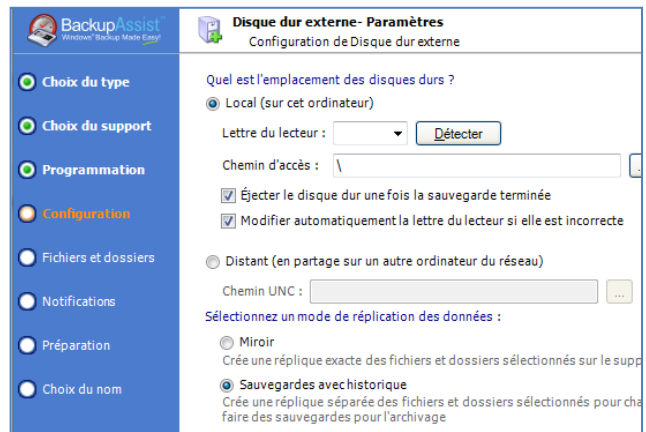 BackupAssist™
Windows® Backup Made Easy!
Disque dur externe- Paramètres
Configuration de Disque dur externe
Choix du type
Choix du support
Programmation
Configuration
Fichiers et dossiers
Notifications
Préparation
Choix du nom
Quel est l'emplacement des disques durs ?
Local (sur cet ordinateur)
Lettre du lecteur :
Détecter
Chemin d'accès : \
Éjecter le disque dur une fois la sauvegarde terminée
Modifier automatiquement la lettre du lecteur si elle est incorrecte
Distant (en partage sur un autre ordinateur du réseau)
Chemin UNC :
...
Sélectionnez un mode de réplication des données :
Miroir
Crée une réplique exacte des fichiers et dossiers sélectionnés sur le supp
Sauvegardes avec historique
Crée une réplique séparée des fichiers et dossiers sélectionnés pour cha
faire des sauvegardes pour l'archivage